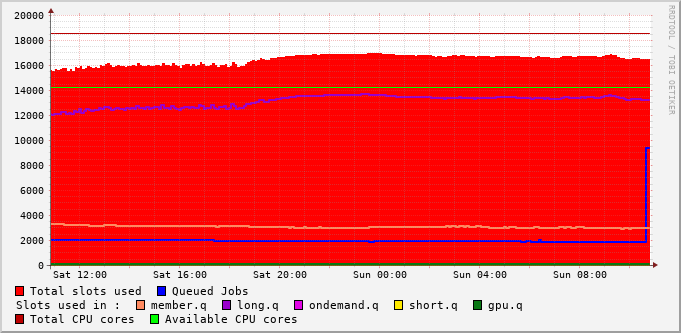 20000
18000
16000
14000
12000
10000
8000
6000
4000
2000
0
Sat 12:00 Sat 16:00 Sat 20:00 Sun 00:00 Sun 04:00 Sun 08:00
Total slots used Queued Jobs
Slots used in : member.q long.q ondemand.q short.q gpu.q
Total CPU cores Available CPU cores
RRDTOOL / TOBI OETIKER